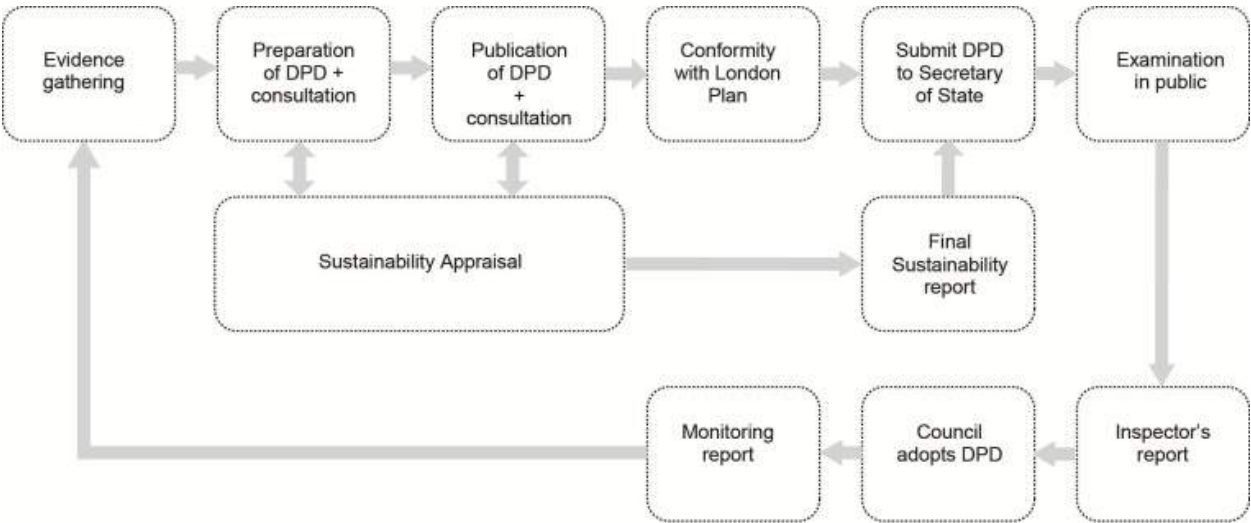 Evidence
gathering
Preparation
of DPD +
consultation
Publication
of DPD
+
consultation
Conformity
with London
Plan
Submit DPD
to Secretary
of State
Examination
in public
Sustainability Appraisal
Final
Sustainability
report
Monitoring
report
Council
adopts DPD
Inspector's
report